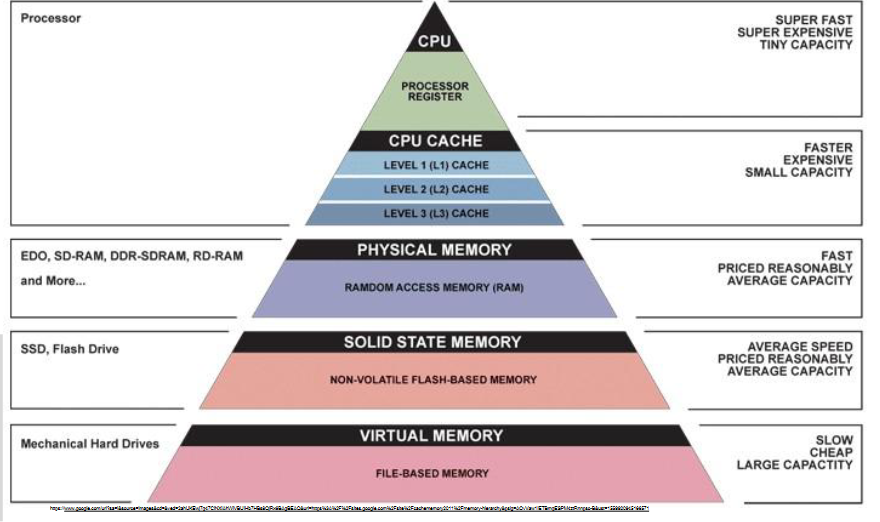 Processor
CPU
SUPER FAST
SUPER EXPENSIVE
TINY CAPACITY
PROCESSOR
REGISTER
CPU CACHE
LEVEL 1 (L1) CACHE
LEVEL 2 (L2) CACHE
LEVEL 3 (L3) CACHE
FASTER
EXPENSIVE
SMALL CAPACITY
EDO, SD-RAM, DDR-SDRAM, RD-RAM
and More...
PHYSICAL MEMORY
RAMDOM ACCESS MEMORY (RAM)
FAST
PRICED REASONABLY
AVERAGE CAPACITY
SSD, Flash Drive
SOLID STATE MEMORY
NON-VOLATILE FLASH-BASED MEMORY
AVERAGE SPEED
PRICED REASONABLY
AVERAGE CAPACITY
Mechanical Hard Drives
VIRTUAL MEMORY
FILE-BASED MEMORY
SLOW
CHEAP
LARGE CAPACTITY